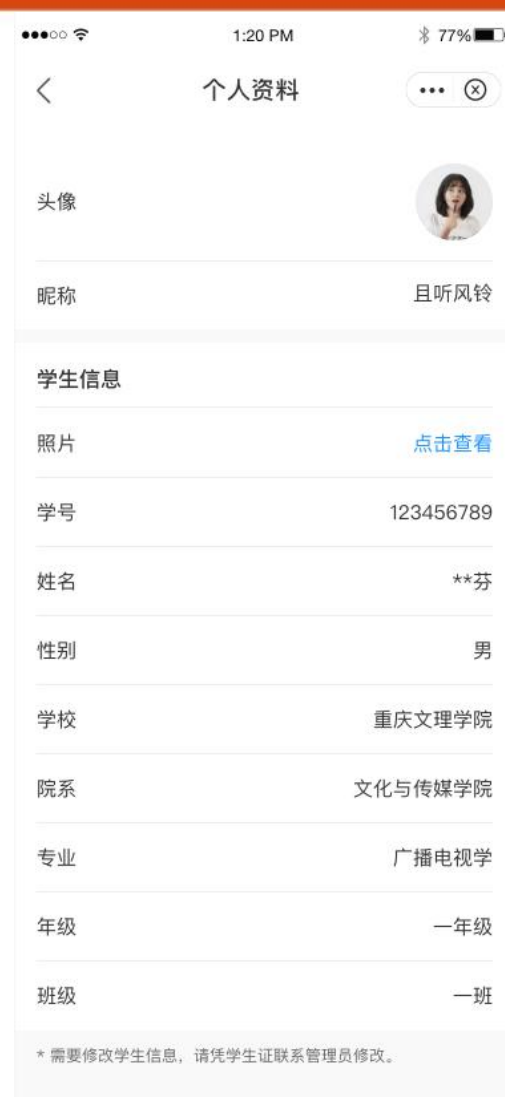 1:20 PM 77%
个人资料
头像
昵称 且听风铃
学生信息
照片 点击查看
学号 123456789
姓名 **芬
性别 男
学校 重庆文理学院
院系 文化与传媒学院
专业 广播电视学
年级 一年级
班级 一班
* 需要修改学生信息，请凭学生证联系管理员修改。